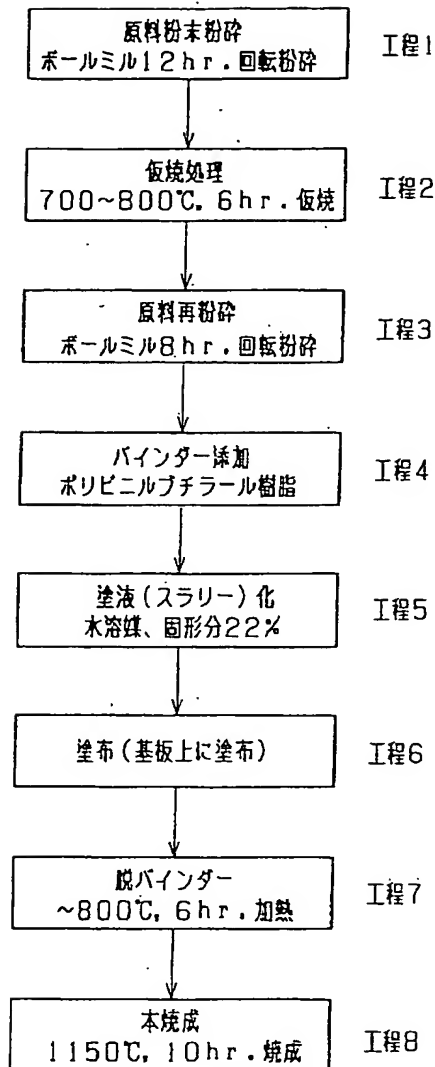 原料粉末粉砕
ボールミル12hr.回転粉砕
工程1
仮焼処理
700~800℃. 6hr.仮焼
工程2
原料再粉砕
ボールミル8hr.回転粉砕
工程3
バインダー添加
ポリビニルブチラール樹脂
工程4
塗液(スラリー)化
水溶媒、固形分22%
工程5
塗布(基板上に塗布)
工程6
脱バインダー
~800℃, 6hr.加熱
工程7
本焼成
1150℃, 10hr.焼成
工程8